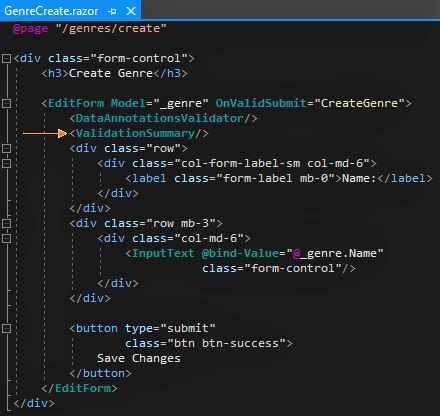 GenreCreate.razor
@page "/genres/create"
<div class="form-control">
    <h3>Create Genre</h3>
    <EditForm Model="_genre" OnValidSubmit="CreateGenre">
        <DataAnnotationsValidator/>
        <ValidationSummary/>
        <div class="row">
            <div class="col-form-label-sm col-md-6">
                <label class="form-label mb-0">Name:</label>
            </div>
        </div>
        <div class="row mb-3">
            <div class="col-md-6">
                <InputText @bind-Value="@_genre.Name"
                           class="form-control"/>
            </div>
        </div>
        <button type="submit"
                class="btn btn-success">
            Save Changes
        </button>
    </EditForm>
</div>